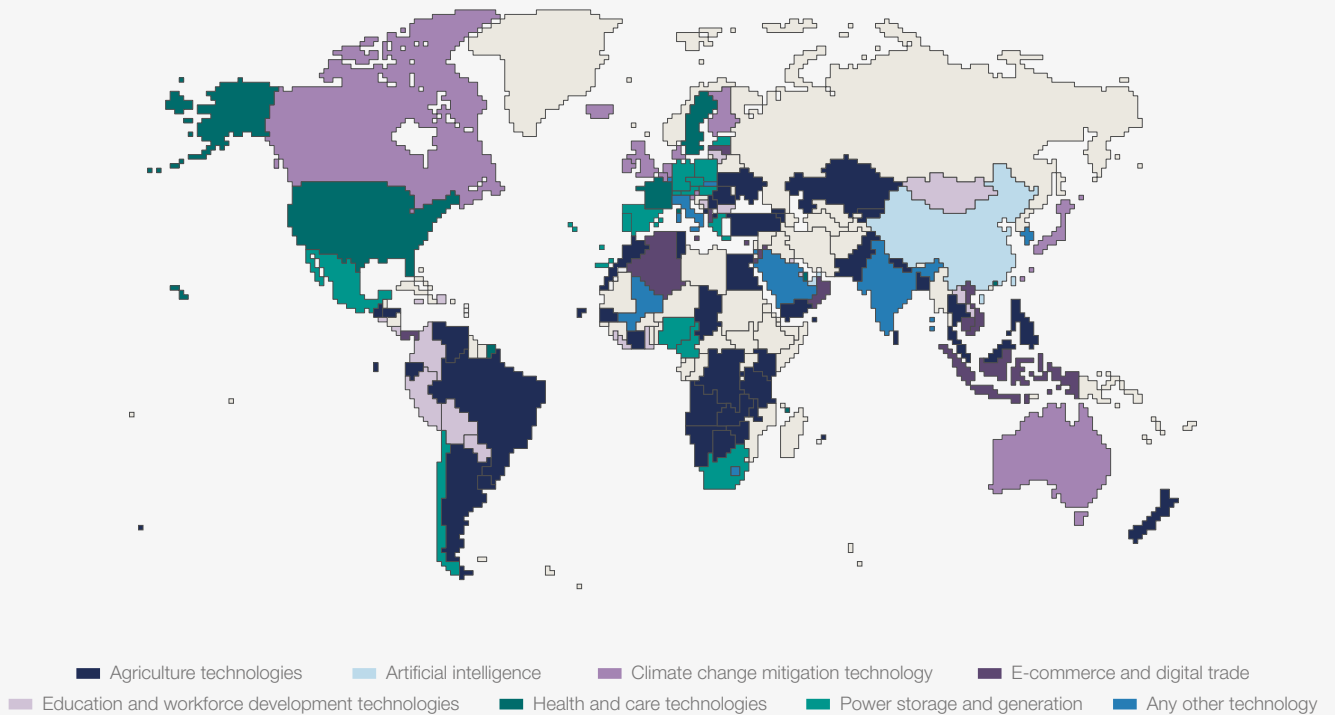 Agriculture technologies Artificial intelligence Climate change mitigation technology E-commerce and digital trade
Education and workforce development technologies Health and care technologies Power storage and generation Any other technology